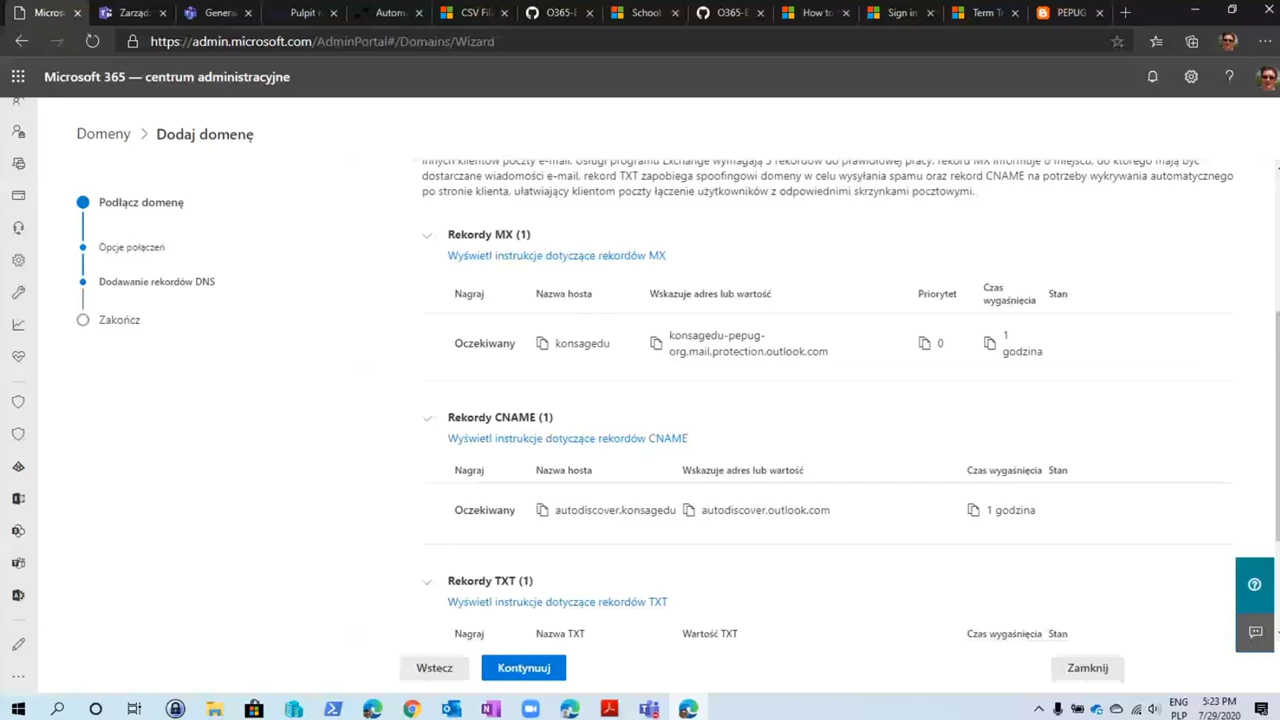 Micros
Zarząd
Genera
Pulpit n
Autom
CSV File
O365-E
School
O365-E
How to
Sign in
Term Tr
PEPUG
https://admin.microsoft.com/AdminPortal#/Domains/Wizard
Microsoft 365 — centrum administracyjne
Domeny > Dodaj domenę
Podłącz domenę
Opcje połączeń
Dodawanie rekordów DNS
Zakończ
innych klientów poczty e-mail. Usługi programu Exchange wymagają 3 rekordów do prawidłowej pracy: rekord MX informuje o miejscu, do którego mają być
dostarczane wiadomości e-mail, rekord TXT zapobiega spoofingowi domeny w celu wysyłania spamu oraz rekord CNAME na potrzeby wykrywania automatycznego
po stronie klienta, ułatwiający klientom poczty łączenie użytkowników z odpowiednimi skrzynkami pocztowymi.
Rekordy MX (1)
Wyświetl instrukcje dotyczące rekordów MX
Nagraj Nazwa hosta Wskazuje adres lub wartość Priorytet Czas wygaśnięcia Stan
Oczekiwany konsagedu konsagedu-pepug-
org.mail.protection.outlook.com 0 1 godzina
Rekordy CNAME (1)
Wyświetl instrukcje dotyczące rekordów CNAME
Nagraj Nazwa hosta Wskazuje adres lub wartość Czas wygaśnięcia Stan
Oczekiwany autodiscover.konsagedu autodiscover.outlook.com 1 godzina
Rekordy TXT (1)
Wyświetl instrukcje dotyczące rekordów TXT
Nagraj Nazwa TXT Wartość TXT Czas wygaśnięcia Stan
Wstecz Kontynuuj Zamknij
ENG 5:23 PM
PLP 7/29/2020